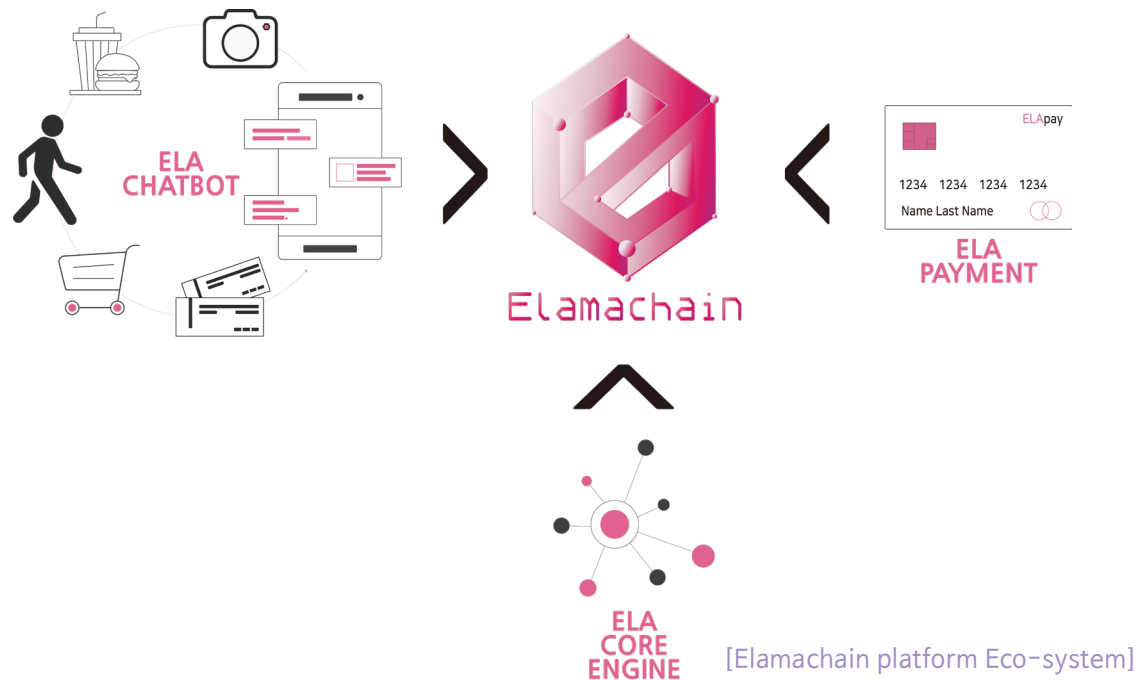 ELA
CHATBOT
Elamachain
ELApay
1234 1234 1234 1234
Name Last Name
ELA
PAYMENT
ELA
CORE
ENGINE
[Elamachain platform Eco-system]